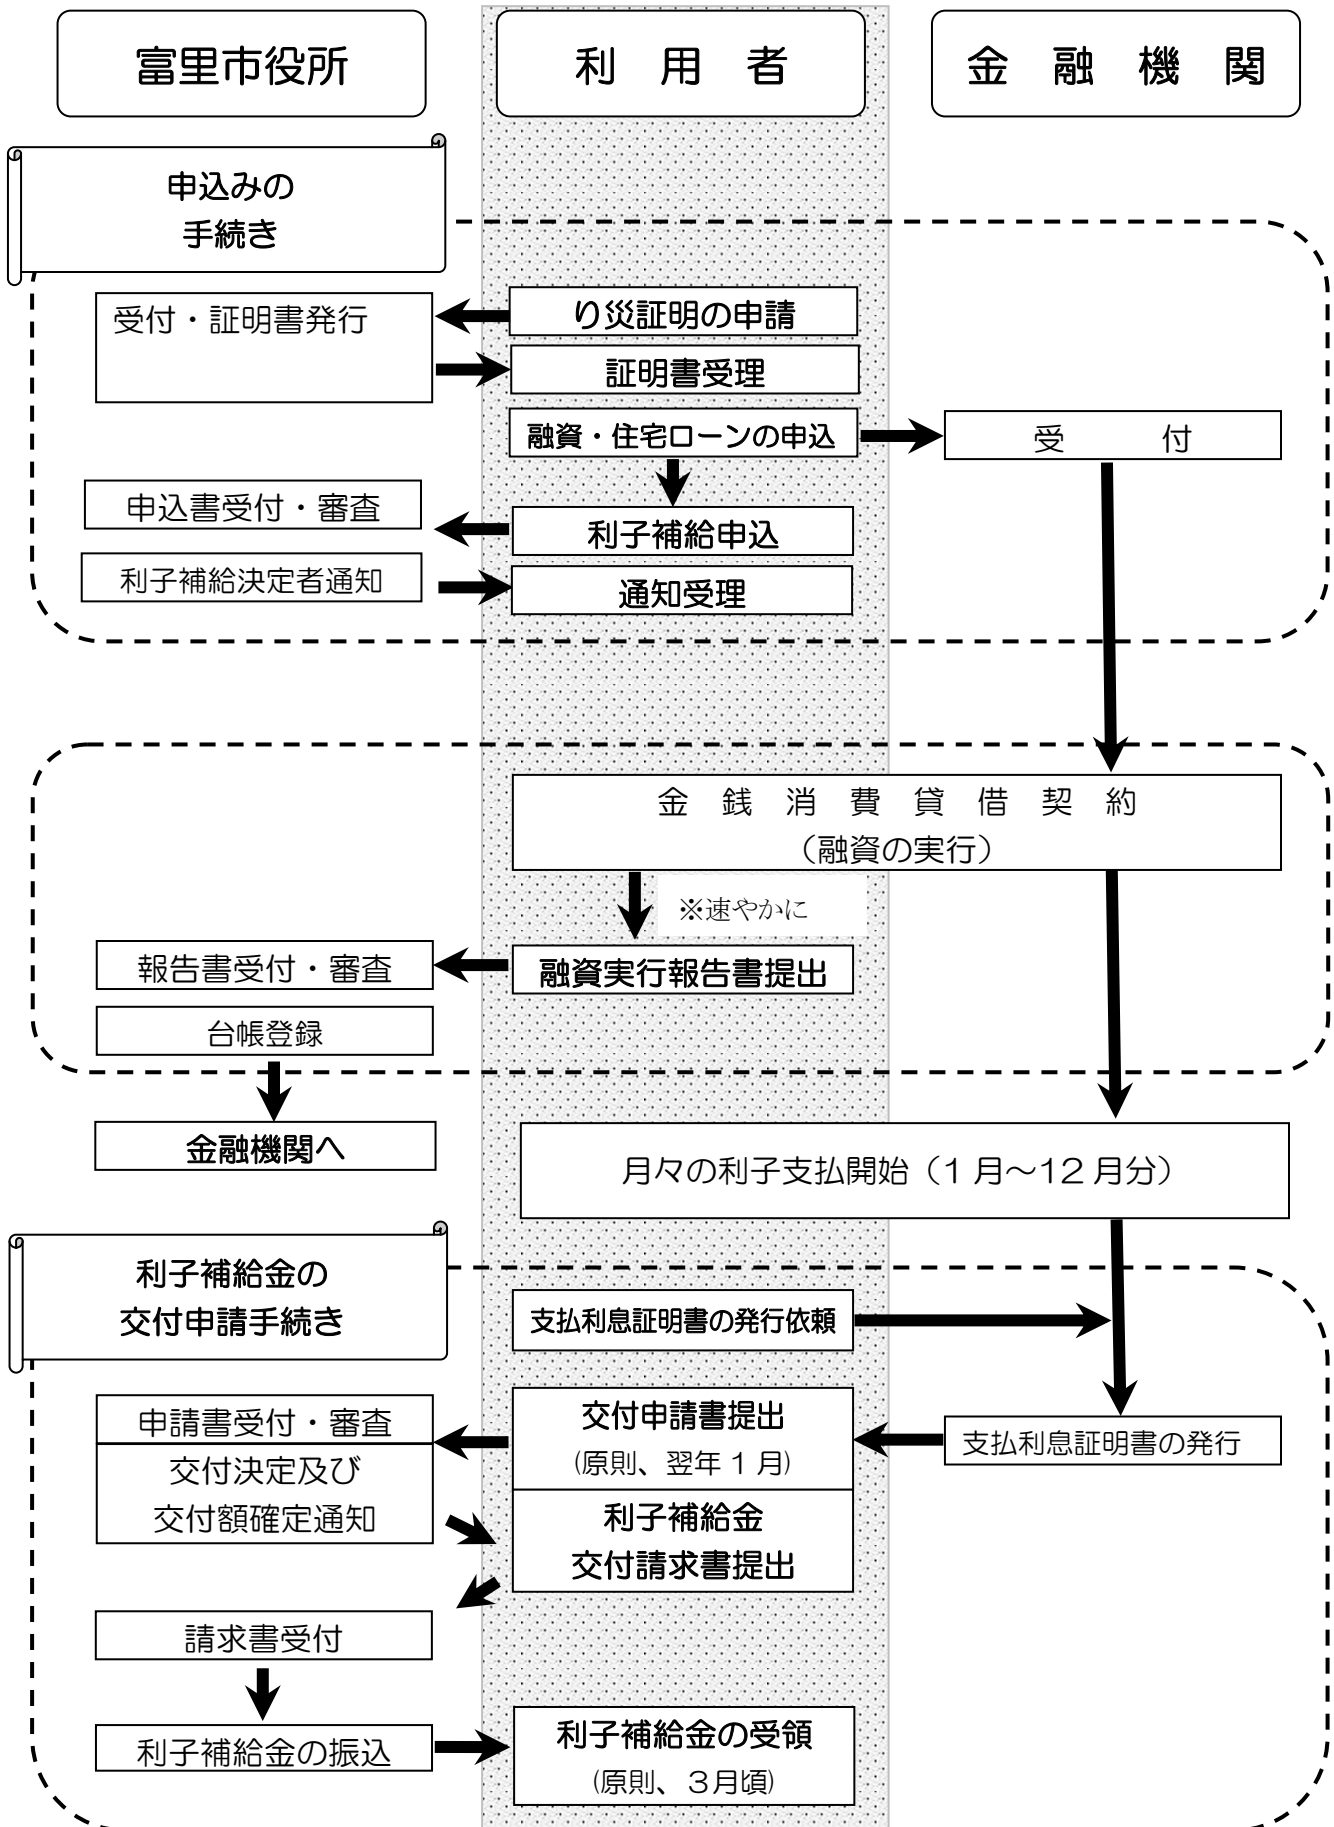 富里市役所
利　用　者
金　融　機　関
申込みの
手続き
受付・証明書発行
り災証明の申請
証明書受理
融資・住宅ローンの申込
受　　　付
申込書受付・審査
利子補給申込
利子補給決定者通知
通知受理
金　銭　消　費　貸　借　契　約
（融資の実行）
※速やかに
報告書受付・審査
融資実行報告書提出
台帳登録
金融機関へ
月々の利子支払開始（1 月～12 月分）
利子補給金の
交付申請手続き
支払利息証明書の発行依頼
申請書受付・審査
交付申請書提出
(原則、翌年 1 月)
支払利息証明書の発行
交付決定及び
交付額確定通知
利子補給金
交付請求書提出
請求書受付
利子補給金の振込
利子補給金の受領
(原則、3月頃)